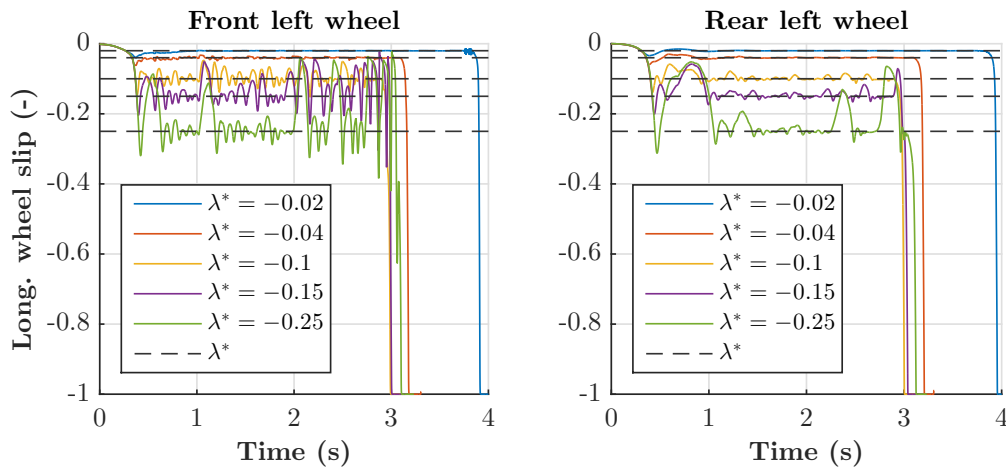 Front left wheel
Long. wheel slip (-)
0
-0.2
-0.4
-0.6
-0.8
-1
λ* = −0.02
λ* = −0.04
λ* = −0.1
λ* = −0.15
λ* = −0.25
λ*
0 1 2 3 4
Time (s)
Rear left wheel
0
-0.2
-0.4
-0.6
-0.8
-1
λ* = −0.02
λ* = −0.04
λ* = −0.1
λ* = −0.15
λ* = −0.25
λ*
0 1 2 3 4
Time (s)